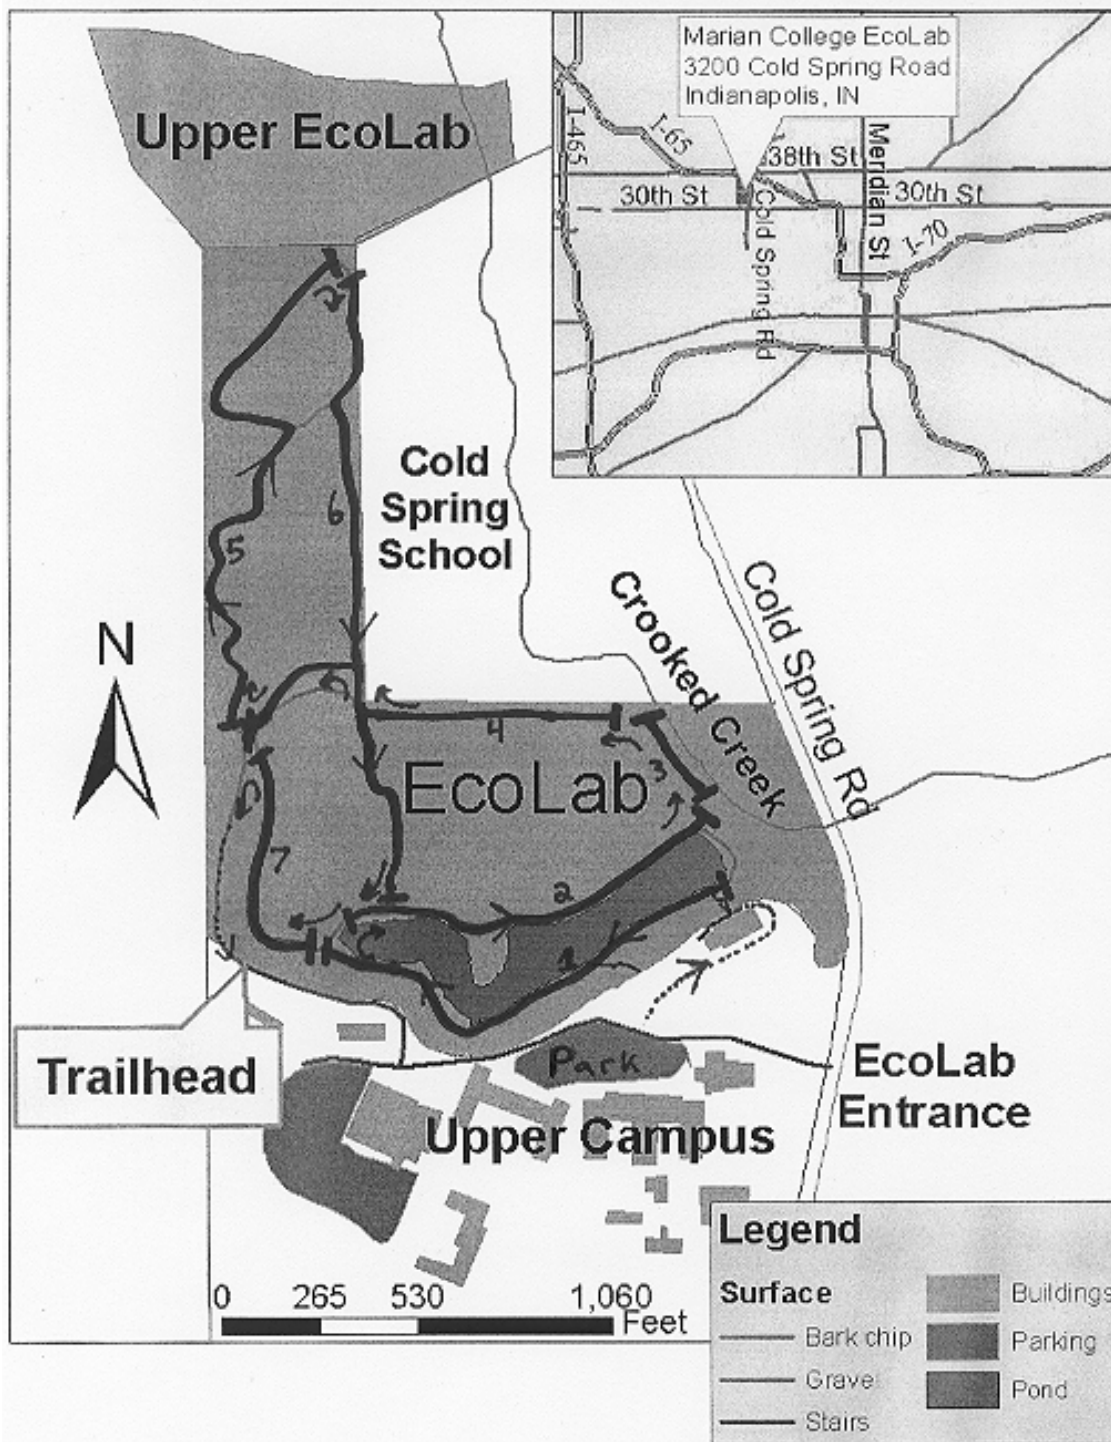 Upper EcoLab
Marian College EcoLab
3200 Cold Spring Road
Indianapolis, IN
I-465
I-65
38th St
30th St
30th St
Meridian St
Cold Spring Rd
I-70
Cold
Spring
School
6
5
N
Crooked Creek
Cold Spring Rd
4
3
EcoLab
7
2
1
Trailhead
Park
EcoLab
Entrance
Upper Campus
0 265 530 1,060
Feet
Legend
Surface
Bark chip
Gravel
Stairs
Buildings
Parking
Pond